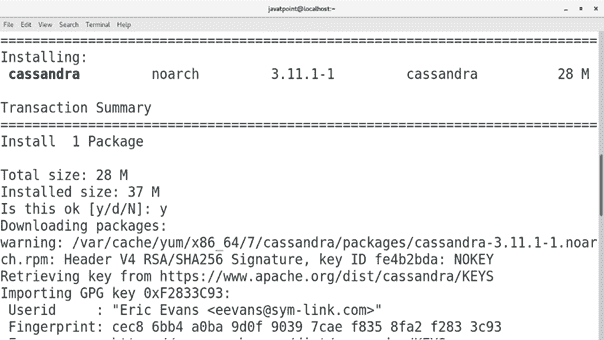 javatpoint@localhost:~
File Edit View Search Terminal Help
================================================================================
Installing:
cassandra noarch 3.11.1-1 cassandra 28 M
Transaction Summary
================================================================================
Install 1 Package
Total size: 28 M
Installed size: 37 M
Is this ok [y/d/N]: y
Downloading packages:
warning: /var/cache/yum/x86_64/7/cassandra/packages/cassandra-3.11.1-1.noar
ch.rpm: Header V4 RSA/SHA256 Signature, key ID fe4b2bda: NOKEY
Retrieving key from https://www.apache.org/dist/cassandra/KEYS
Importing GPG key 0xF2833C93:
Userid : "Eric Evans <eevans@sym-link.com>"
Fingerprint: cec8 6bb4 a0ba 9d0f 9039 7cae f835 8fa2 f283 3c93